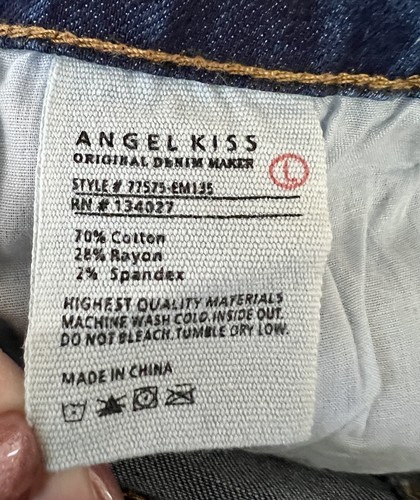 ANGEL KISS
ORIGINAL DENIM MAKER
L
STYLE # 77575-EM135
RN # 134027
70% Cotton
28% Rayon
2% Spandex
HIGHEST QUALITY MATERIALS
MACHINE WASH COLD.INSIDE OUT.
DO NOT BLEACH.TUMBLE DRY LOW.
MADE IN CHINA